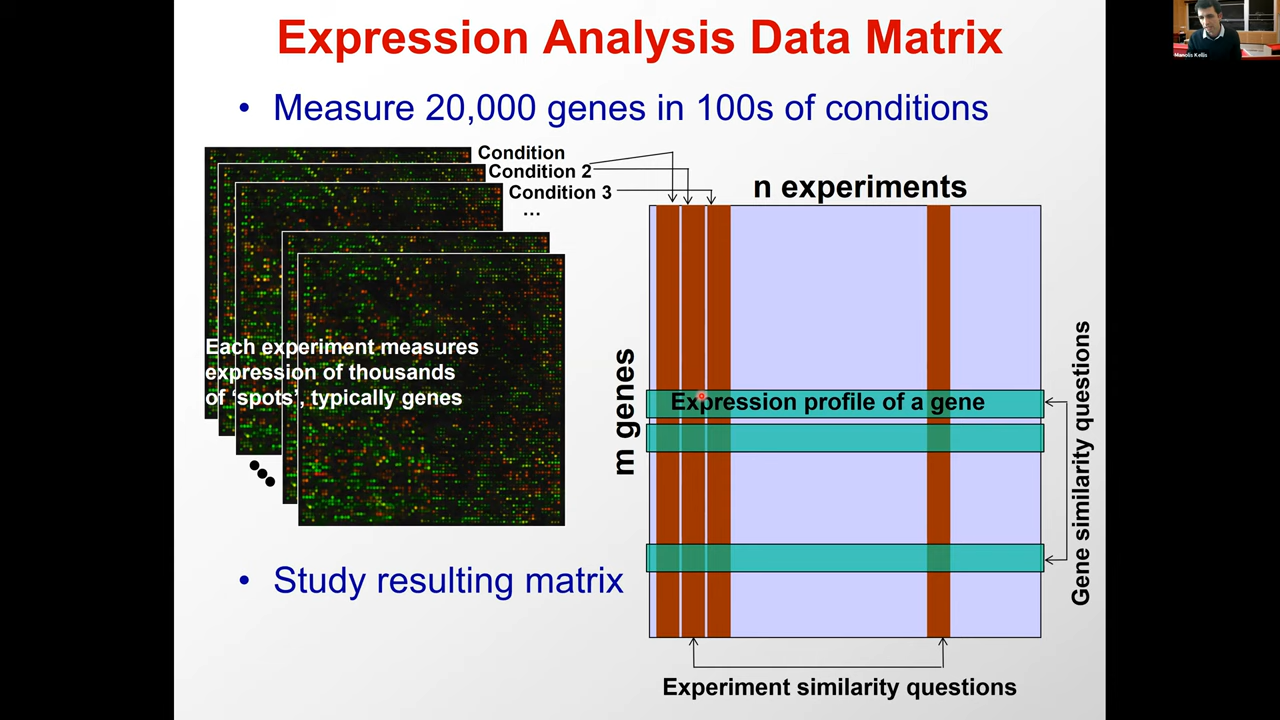 Expression Analysis Data Matrix
• Measure 20,000 genes in 100s of conditions
Condition
Condition 2
Condition 3
...
Each experiment measures
expression of thousands
of ‘spots’, typically genes
n experiments
m genes
Expression profile of a gene
Gene similarity questions
• Study resulting matrix
Experiment similarity questions
Manolis Kellis